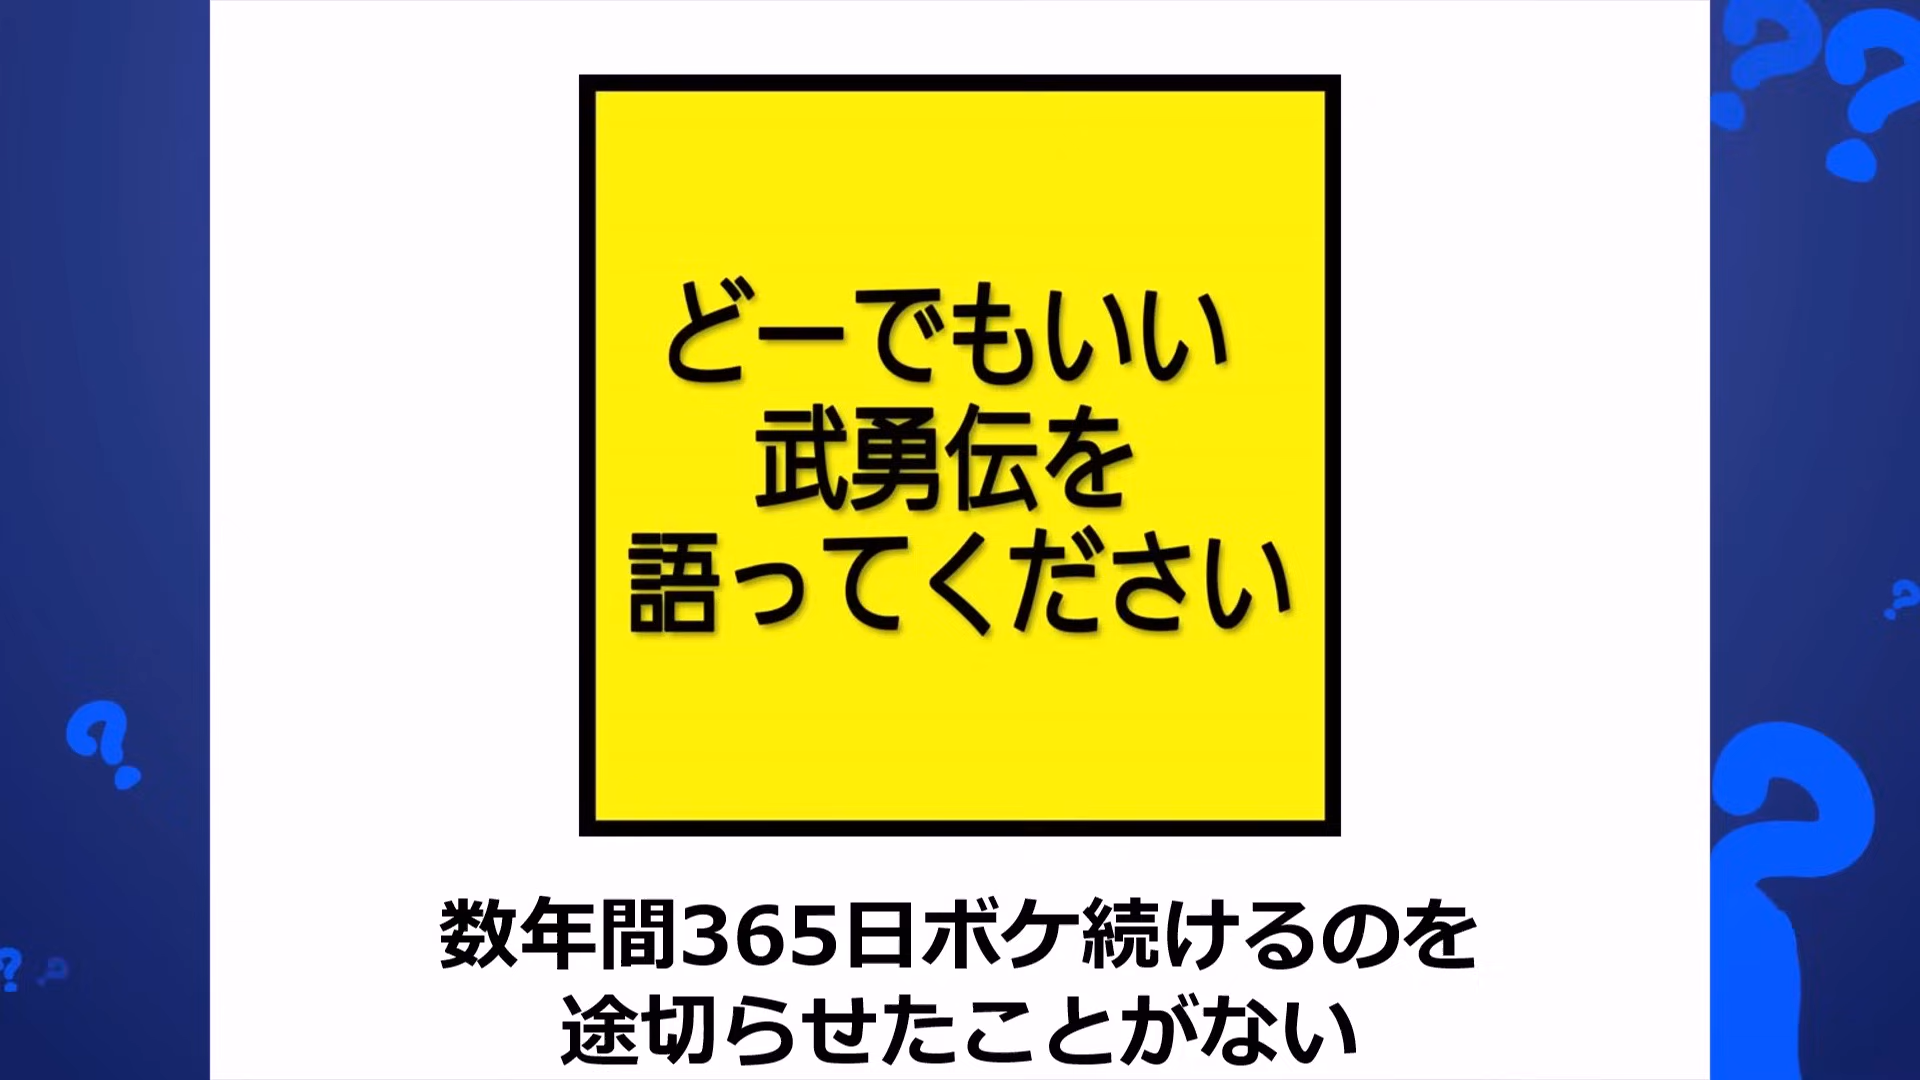 どーでもいい
武勇伝を
語ってください
数年間365日ボケ続けるのを
途切らせたことがない